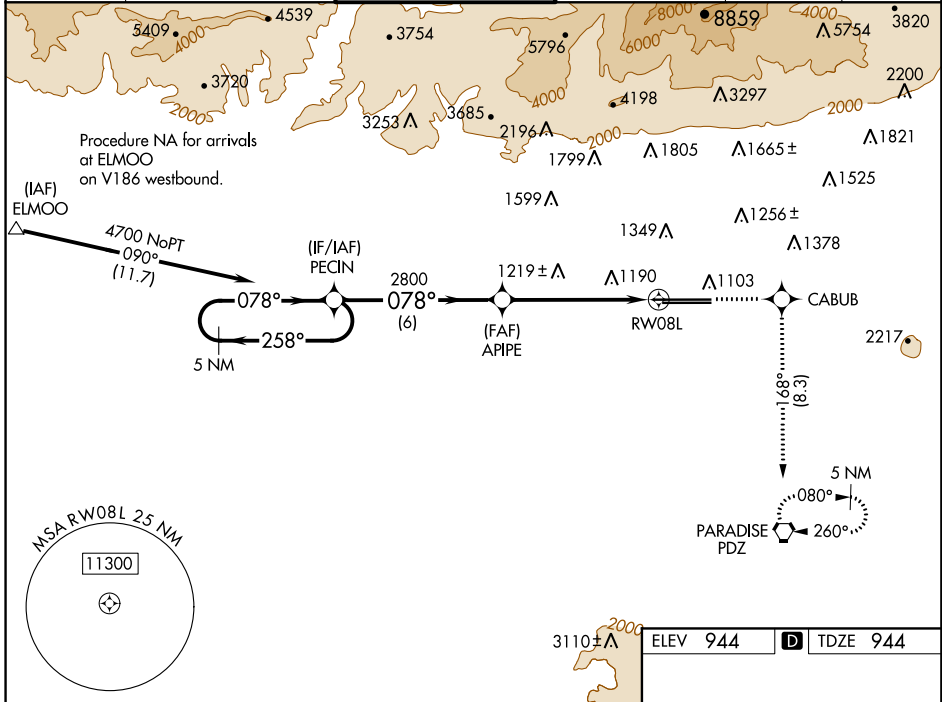 4539
5409
4000
3754
5796
8000
8859
6000
4000
5754
3820
3720
2000
2200
3297
4198
4000
2000
2000
3253
3685
2196
1821
Procedure NA for arrivals
at ELMOO
on V186 westbound.
1799
1805
1665 ±
1525
(IAF)
ELMOO
1599
1256 ±
4700 NoPT
090°
(11.7)
1349
1378
(IF/IAF)
PECIN
2800
078°
078°
(6)
1219 ±
1190
1103
CABUB
RW08L
(FAF)
APIPE
258°
5 NM
2217
168°
(8.3)
5 NM
080°
260°
PARADISE
PDZ
MSA RW08L 25 NM
11300
2000
3110 ±
ELEV 944 D TDZE 944